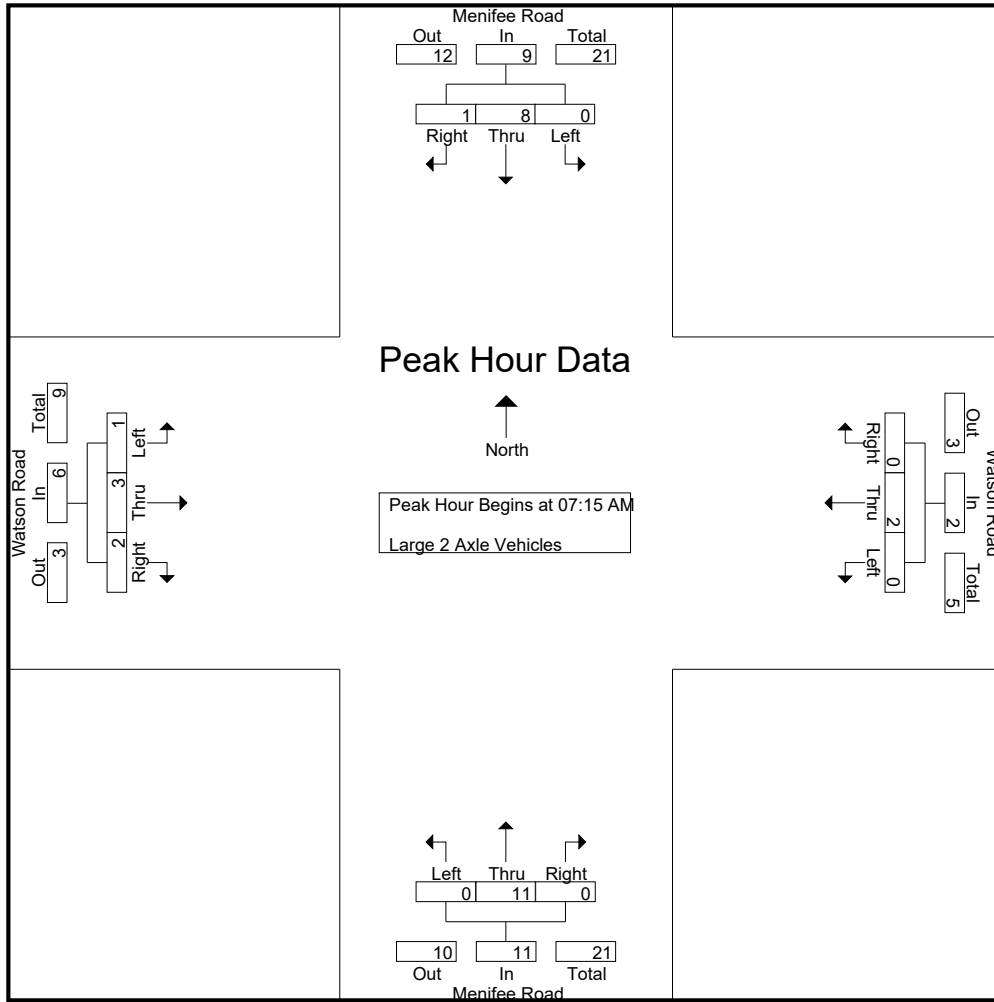 Menifee Road
Out In Total
12 9 21
1 8 0
Right Thru Left
Peak Hour Data
North
Peak Hour Begins at 07:15 AM
Large 2 Axle Vehicles
Watson Road
Total In Out
9 6 3
1 3 2
Left Thru Right
Watson Road
Out In Total
3 2 5
0 2 0
Right Thru Left
Left Thru Right
0 11 0
10 11 21
Out In Total
Menifee Road